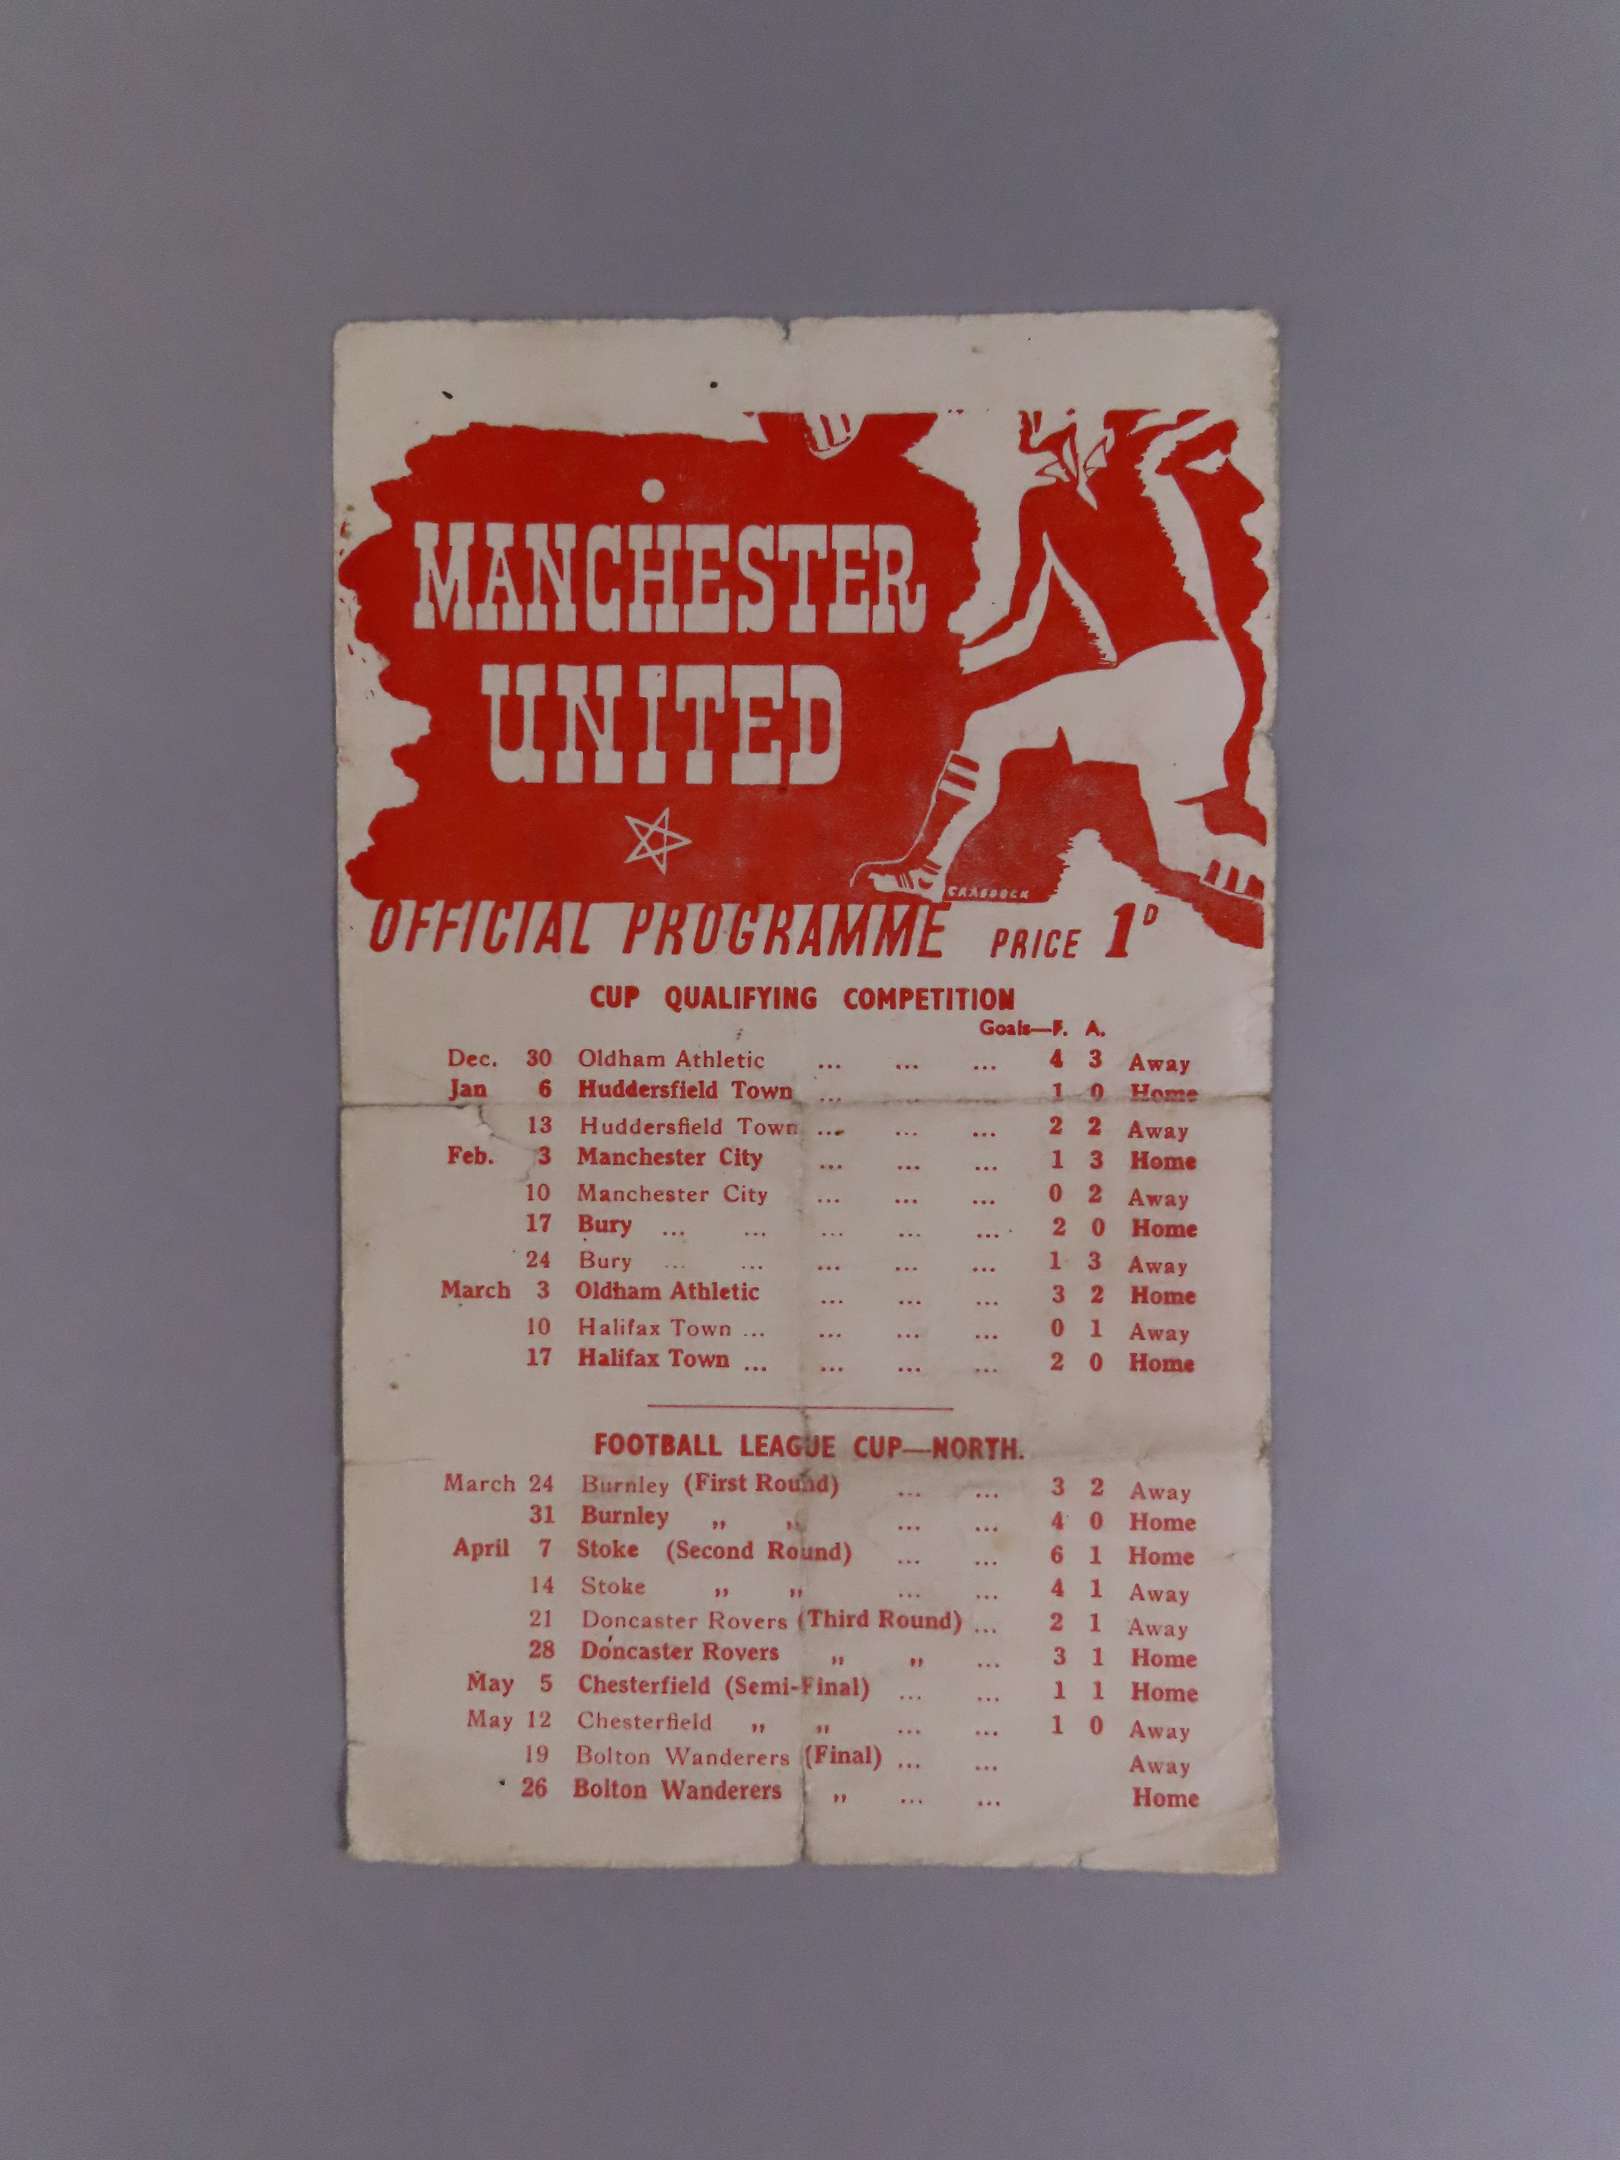 MANCHESTER
UNITED
CRADDOCK
OFFICIAL PROGRAMME PRICE 1D
CUP QUALIFYING COMPETITION
Goals—F. A.
Dec. 30 Oldham Athletic ... ... ... 4 3 Away
Jan 6 Huddersfield Town ... ... ... 1 0 Home
13 Huddersfield Town ... ... ... 2 2 Away
Feb. 3 Manchester City ... ... ... 1 3 Home
10 Manchester City ... ... ... 0 2 Away
17 Bury ... ... ... ... ... 2 0 Home
24 Bury ... ... ... ... ... 1 3 Away
March 3 Oldham Athletic ... ... ... 3 2 Home
10 Halifax Town ... ... ... ... 0 1 Away
17 Halifax Town ... ... ... ... 2 0 Home
FOOTBALL LEAGUE CUP—NORTH.
March 24 Burnley (First Round) ... ... 3 2 Away
31 Burnley ,, ,, ... ... 4 0 Home
April 7 Stoke (Second Round) ... ... 6 1 Home
14 Stoke ,, ,, ... ... 4 1 Away
21 Doncaster Rovers (Third Round) ... 2 1 Away
28 Doncaster Rovers ,, ,, ... 3 1 Home
May 5 Chesterfield (Semi-Final) ... ... 1 1 Home
May 12 Chesterfield ,, ,, ... ... 1 0 Away
19 Bolton Wanderers (Final) ... ... Away
26 Bolton Wanderers ,, ... ... Home